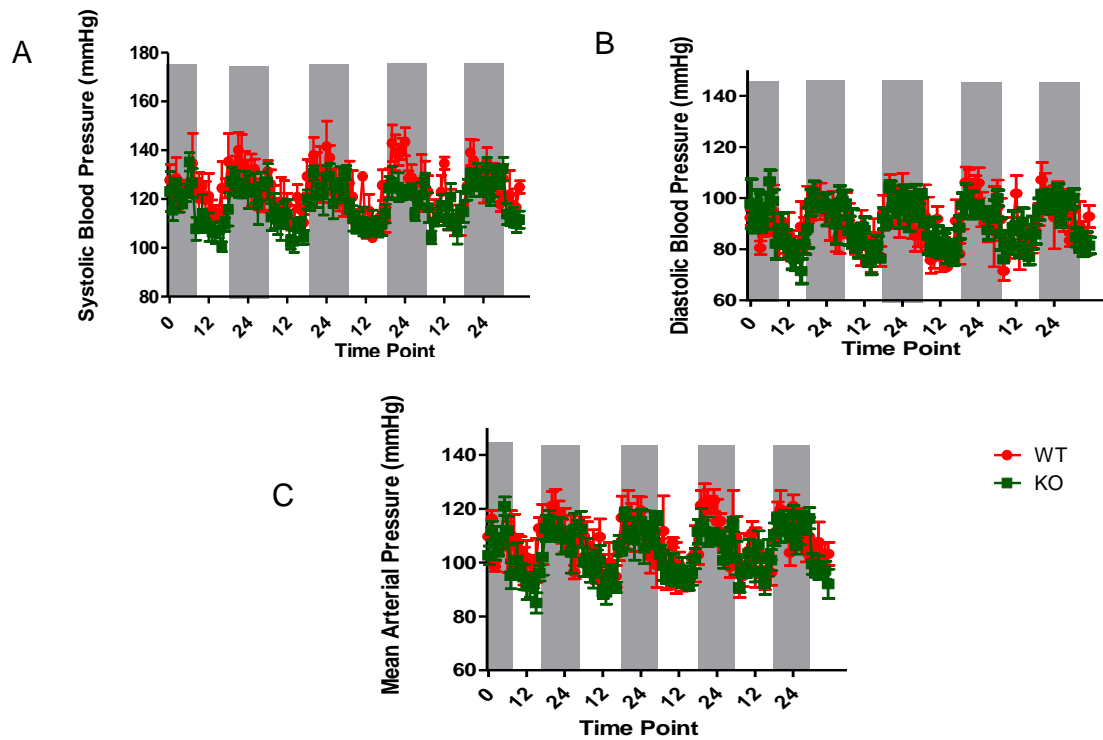 A
Systolic Blood Pressure (mmHg)
180
160
140
120
100
80
0 12 24 12 24 12 24 12 24
Time Point
B
Diastolic Blood Pressure (mmHg)
140
120
100
80
60
0 12 24 12 24 12 24 12 24
Time Point
C
Mean Arterial Pressure (mmHg)
140
120
100
80
60
0 12 24 12 24 12 24 12 24
Time Point
WT
KO